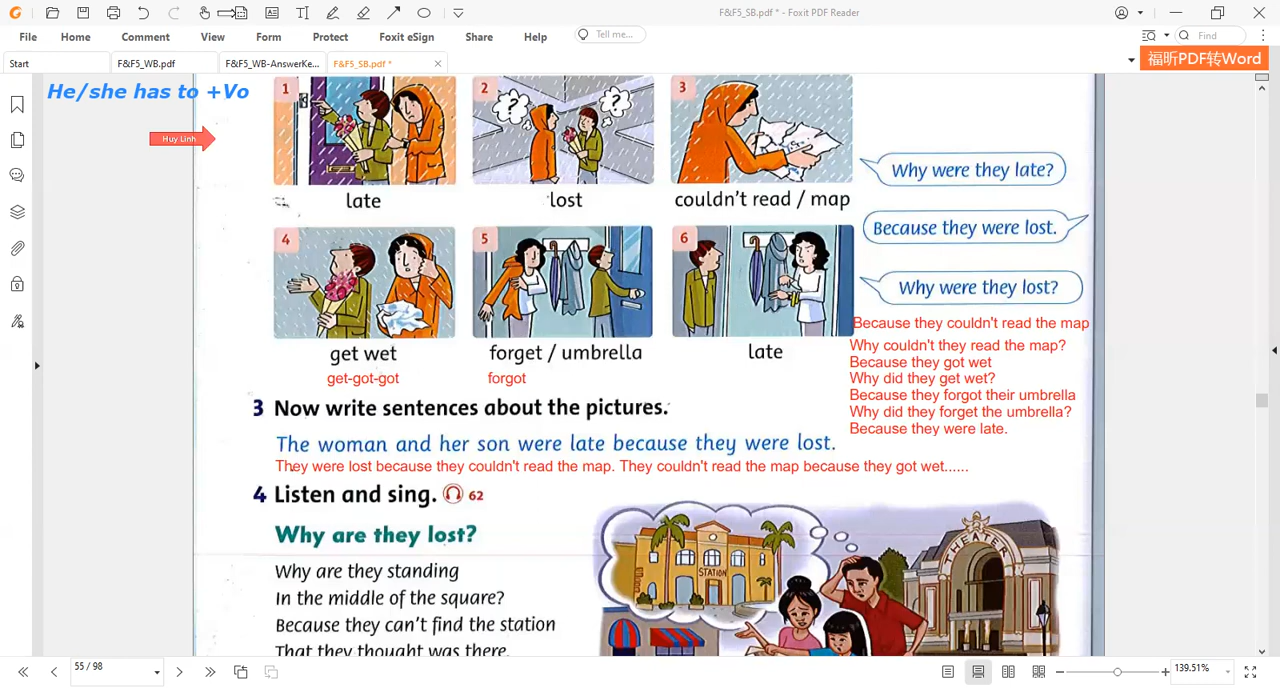 F&F5_SB.pdf * - Foxit PDF Reader
File Home Comment View Form Protect Foxit eSign Share Help Tell me... Find
Start F&F5_WB.pdf F&F5_WB-AnswerKe... F&F5_SB.pdf *
福昕PDF转Word
He/she has to +Vo
Huy Linh
1 2 3
? ?
late lost couldn't read / map
Why were they late?
Because they were lost.
4 5 6
Why were they lost?
get wet forget / umbrella late
get-got-got forgot
Because they couldn't read the map
Why couldn't they read the map?
Because they got wet
Why did they get wet?
Because they forgot their umbrella
Why did they forget the umbrella?
Because they were late.
3 Now write sentences about the pictures.
The woman and her son were late because they were lost.
They were lost because they couldn't read the map. They couldn't read the map because they got wet......
4 Listen and sing. 62
Why are they lost?
Why are they standing
In the middle of the square?
Because they can't find the station
That they thought was there.
STATION
THEATER
55 / 98
139.51%